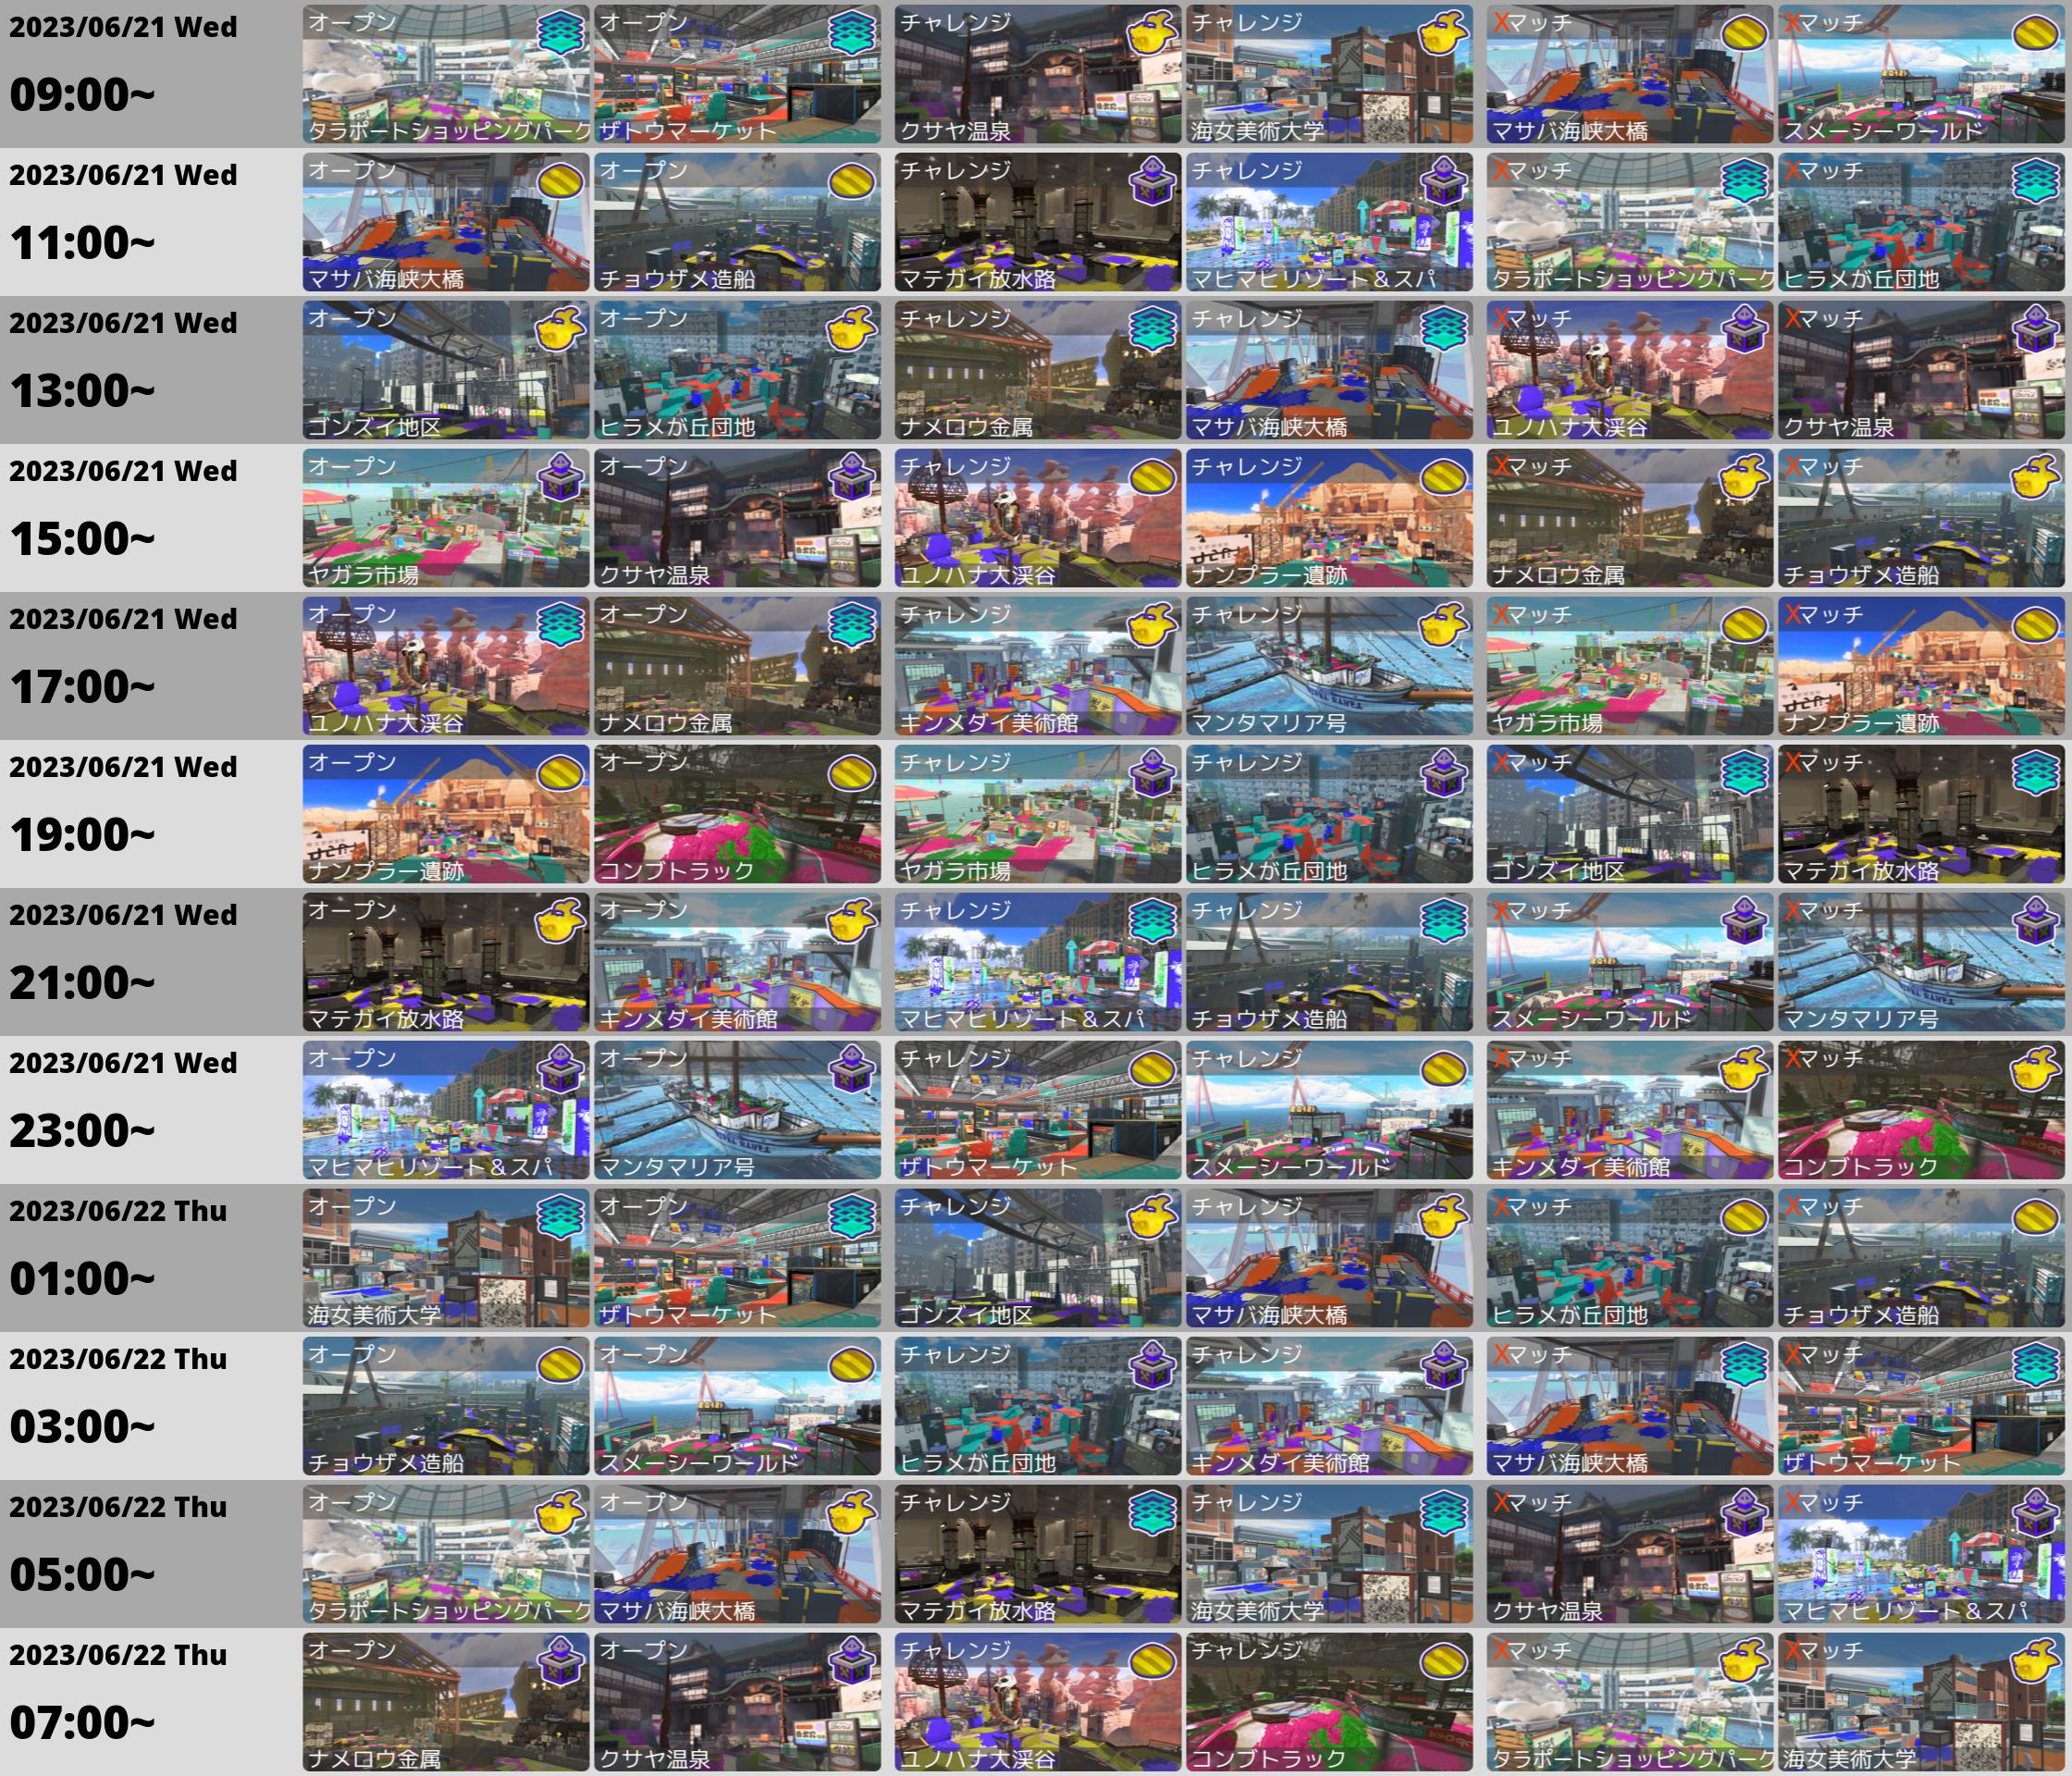 2023/06/21 Wed
09:00~
オープン
タラポートショッピングパーク
オープン
ザトウマーケット
チャレンジ
クサヤ温泉
チャレンジ
海女美術大学
Xマッチ
マサバ海峡大橋
Xマッチ
スメーシーワールド
2023/06/21 Wed
11:00~
オープン
マサバ海峡大橋
オープン
チョウザメ造船
チャレンジ
マテガイ放水路
チャレンジ
マヒマヒリゾート&スパ
Xマッチ
タラポートショッピングパーク
Xマッチ
ヒラメが丘団地
2023/06/21 Wed
13:00~
オープン
ゴンズイ地区
オープン
ヒラメが丘団地
チャレンジ
ナメロウ金属
チャレンジ
マサバ海峡大橋
Xマッチ
ユノハナ大渓谷
Xマッチ
クサヤ温泉
2023/06/21 Wed
15:00~
オープン
ヤガラ市場
オープン
クサヤ温泉
チャレンジ
ユノハナ大渓谷
チャレンジ
ナンプラー遺跡
Xマッチ
ナメロウ金属
Xマッチ
チョウザメ造船
2023/06/21 Wed
17:00~
オープン
ユノハナ大渓谷
オープン
ナメロウ金属
チャレンジ
キンメダイ美術館
チャレンジ
マンタマリア号
Xマッチ
ヤガラ市場
Xマッチ
ナンプラー遺跡
2023/06/21 Wed
19:00~
オープン
ナンプラー遺跡
オープン
コンブトラック
チャレンジ
ヤガラ市場
チャレンジ
ヒラメが丘団地
Xマッチ
ゴンズイ地区
Xマッチ
マテガイ放水路
2023/06/21 Wed
21:00~
オープン
マテガイ放水路
オープン
キンメダイ美術館
チャレンジ
マヒマヒリゾート&スパ
チャレンジ
チョウザメ造船
Xマッチ
スメーシーワールド
Xマッチ
マンタマリア号
2023/06/21 Wed
23:00~
オープン
マヒマヒリゾート&スパ
オープン
マンタマリア号
チャレンジ
ザトウマーケット
チャレンジ
スメーシーワールド
Xマッチ
キンメダイ美術館
Xマッチ
コンブトラック
2023/06/22 Thu
01:00~
オープン
海女美術大学
オープン
ザトウマーケット
チャレンジ
ゴンズイ地区
チャレンジ
マサバ海峡大橋
Xマッチ
ヒラメが丘団地
Xマッチ
チョウザメ造船
2023/06/22 Thu
03:00~
オープン
チョウザメ造船
オープン
スメーシーワールド
チャレンジ
ヒラメが丘団地
チャレンジ
キンメダイ美術館
Xマッチ
マサバ海峡大橋
Xマッチ
ザトウマーケット
2023/06/22 Thu
05:00~
オープン
タラポートショッピングパーク
オープン
マサバ海峡大橋
チャレンジ
マテガイ放水路
チャレンジ
海女美術大学
Xマッチ
クサヤ温泉
Xマッチ
マヒマヒリゾート&スパ
2023/06/22 Thu
07:00~
オープン
ナメロウ金属
オープン
クサヤ温泉
チャレンジ
ユノハナ大渓谷
チャレンジ
コンブトラック
Xマッチ
タラポートショッピングパーク
Xマッチ
海女美術大学